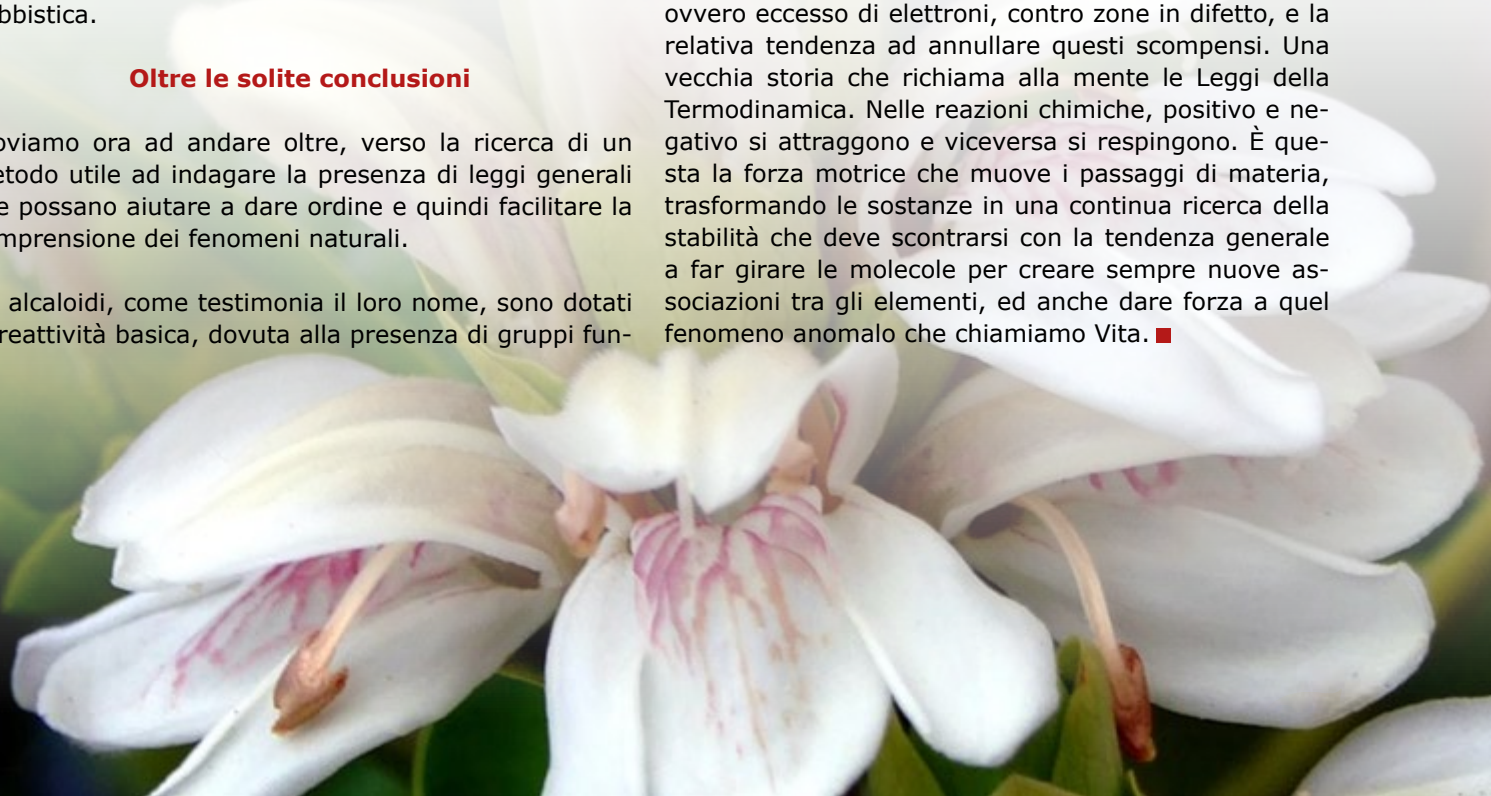 bbistica.
Oltre le solite conclusioni
oviamo ora ad andare oltre, verso la ricerca di un
etodo utile ad indagare la presenza di leggi generali
e possano aiutare a dare ordine e quindi facilitare la
mprensione dei fenomeni naturali.
alcaloidi, come testimonia il loro nome, sono dotati
reattività basica, dovuta alla presenza di gruppi fun-
ovvero eccesso di elettroni, contro zone in difetto, e la
relativa tendenza ad annullare questi scompensi. Una
vecchia storia che richiama alla mente le Leggi della
Termodinamica. Nelle reazioni chimiche, positivo e ne-
gativo si attraggono e viceversa si respingono. È que-
sta la forza motrice che muove i passaggi di materia,
trasformando le sostanze in una continua ricerca della
stabilità che deve scontrarsi con la tendenza generale
a far girare le molecole per creare sempre nuove as-
sociazioni tra gli elementi, ed anche dare forza a quel
fenomeno anomalo che chiamiamo Vita.